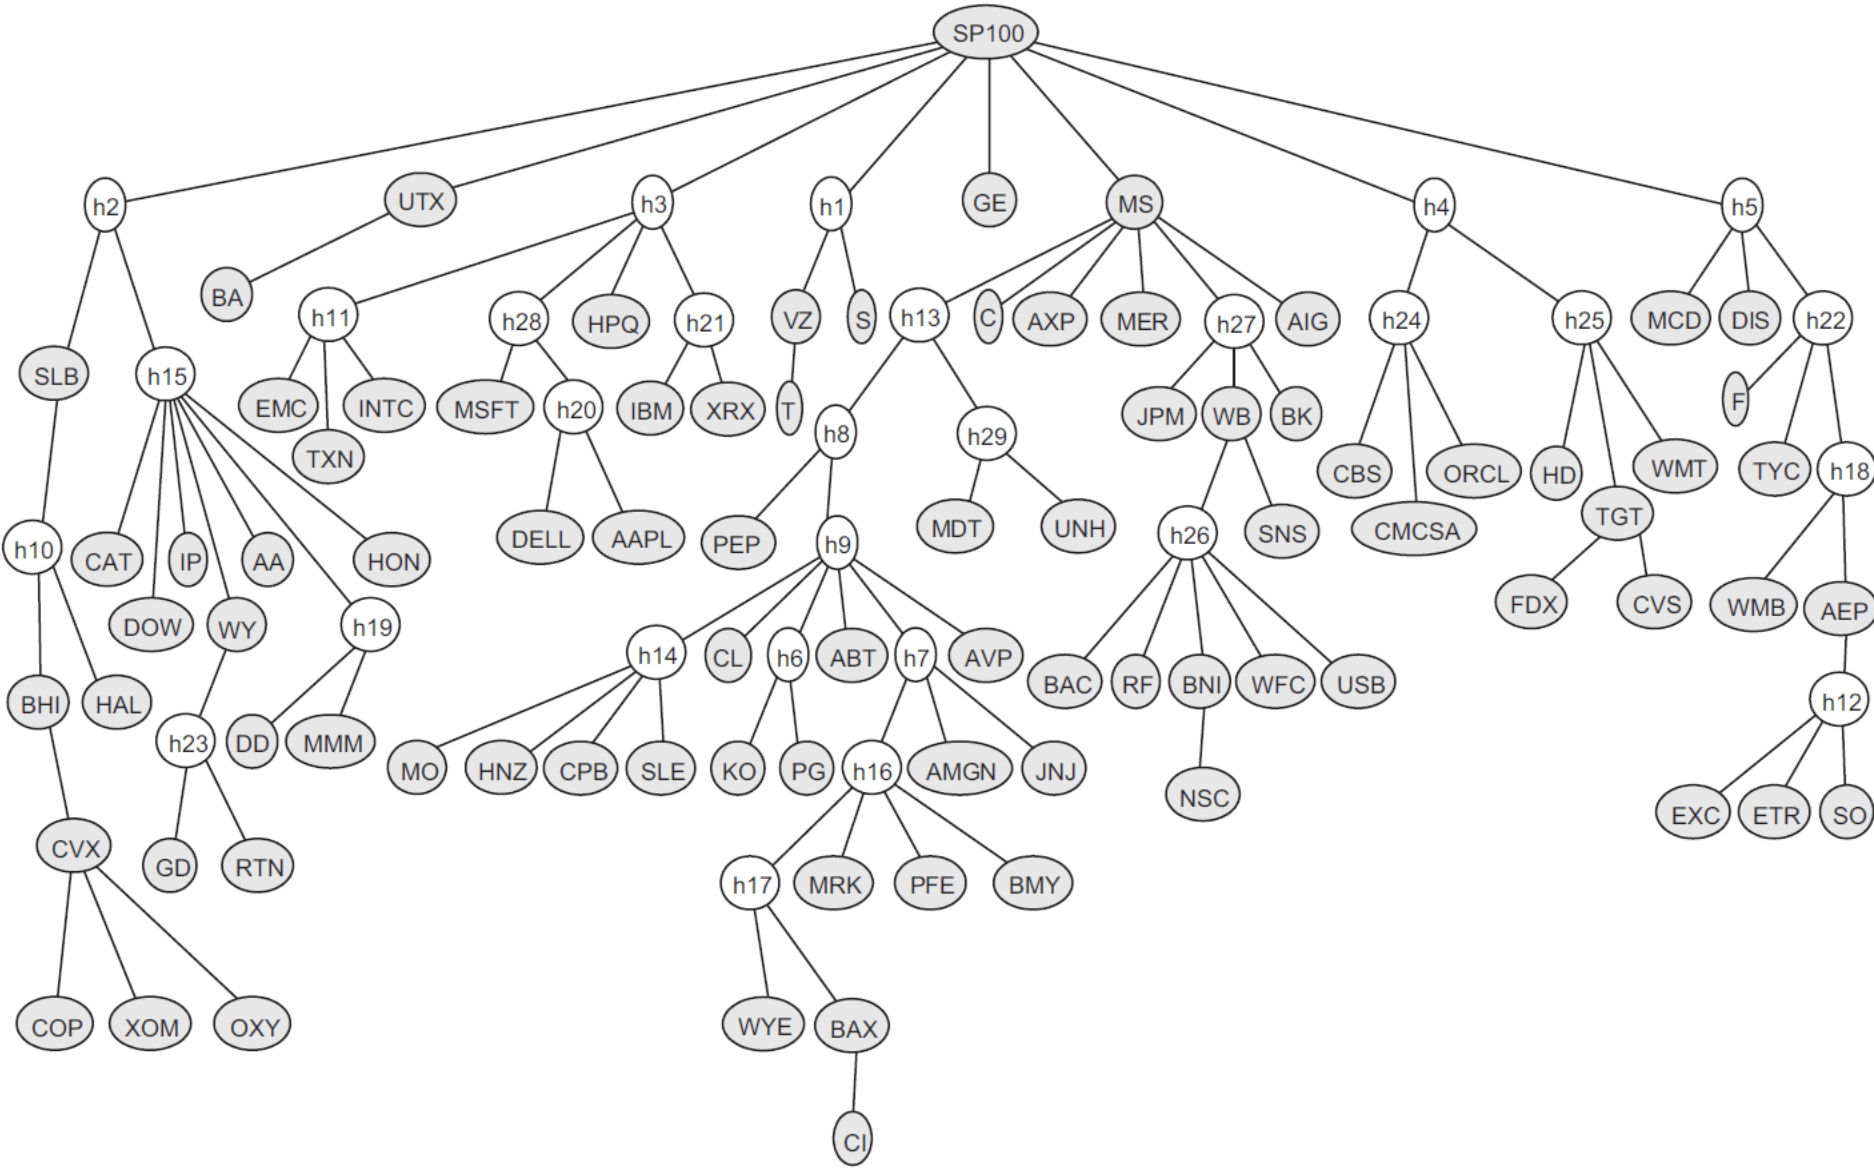 SP100
h2
UTX
h3
h1
GE
MS
h4
h5
BA
h11
h28
HPQ
h21
VZ
S
h13
C
AXP
MER
h27
AIG
h24
h25
MCD
DIS
h22
SLB
h15
EMC
INTC
MSFT
h20
IBM
XRX
T
JPM
WB
BK
F
TXN
h8
h29
CBS
ORCL
HD
WMT
TYC
h18
h10
CAT
IP
AA
HON
DELL
AAPL
PEP
h9
MDT
UNH
h26
SNS
CMCSA
TGT
DOW
WY
h19
FDX
CVS
WMB
AEP
h14
CL
h6
ABT
h7
AVP
BAC
RF
BNI
WFC
USB
BHI
HAL
h12
h23
DD
MMM
MO
HNZ
CPB
SLE
KO
PG
h16
AMGN
JNJ
NSC
EXC
ETR
SO
CVX
GD
RTN
h17
MRK
PFE
BMY
COP
XOM
OXY
WYE
BAX
CI